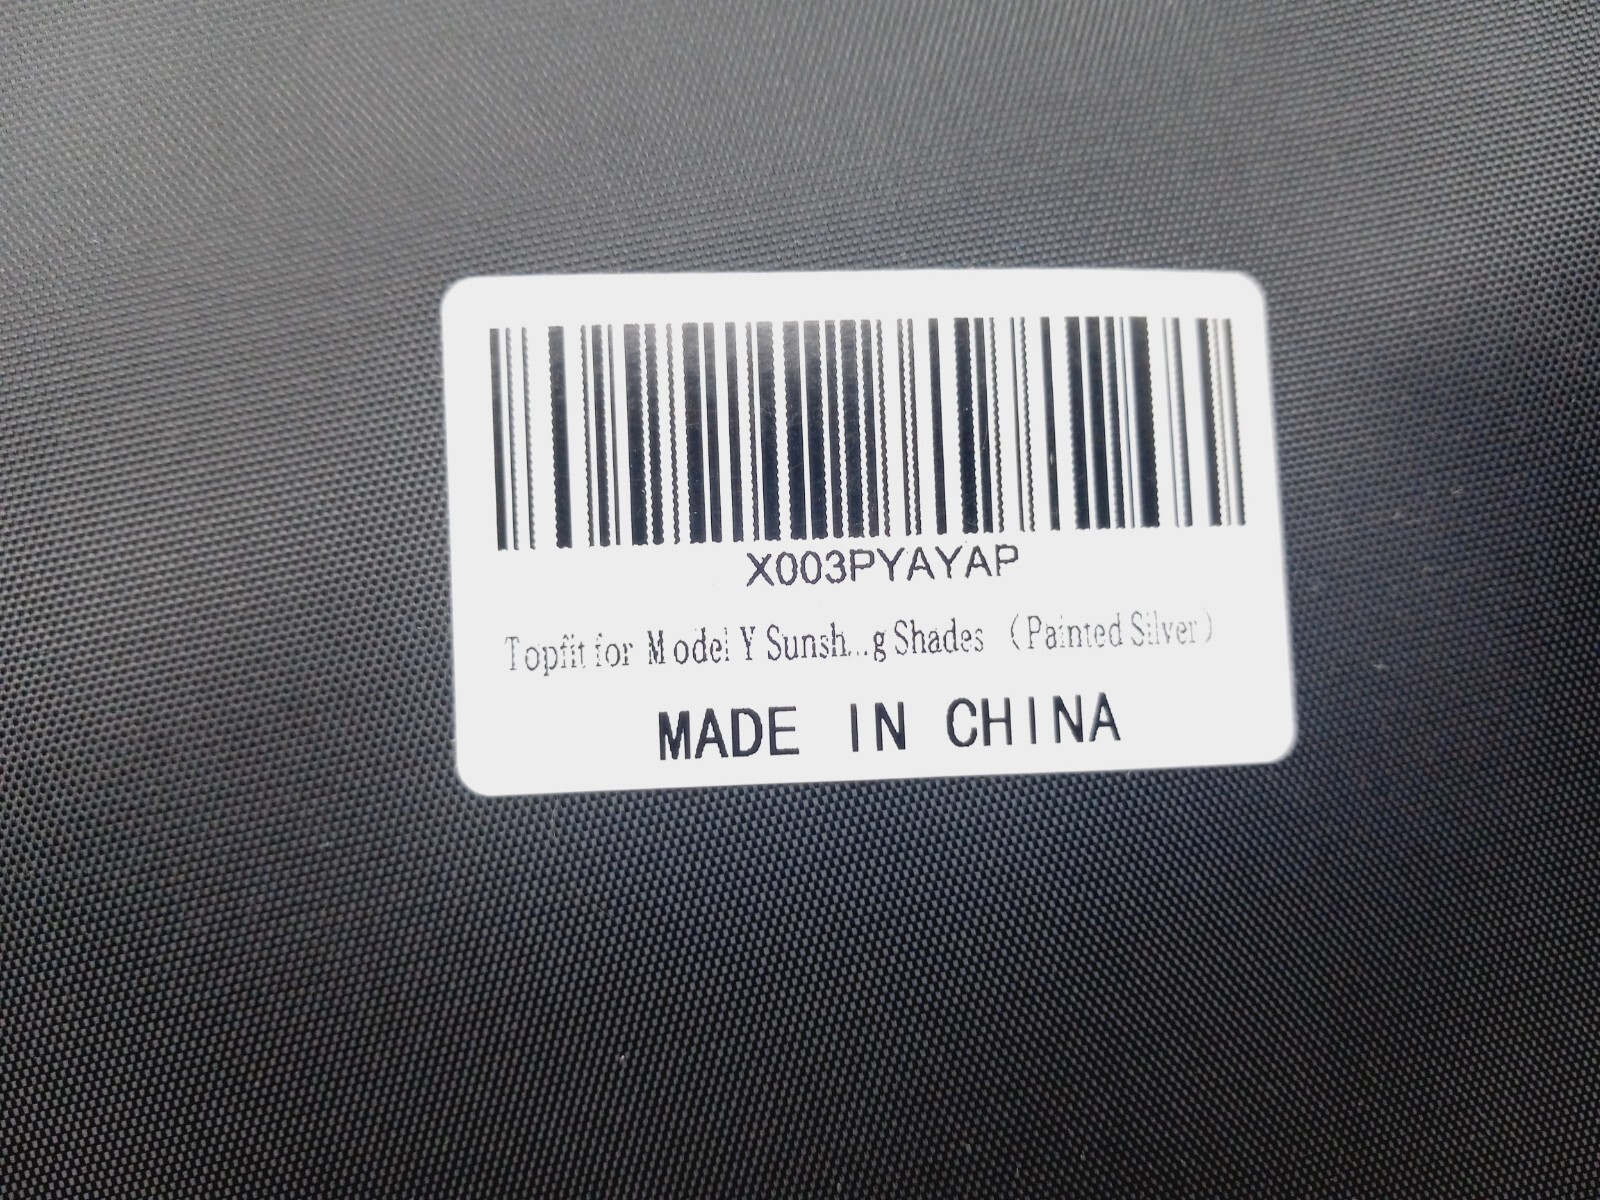 X003PYAYAP
Topfit for Model Y Sunsh...g Shades （Painted Silver）
MADE IN CHINA